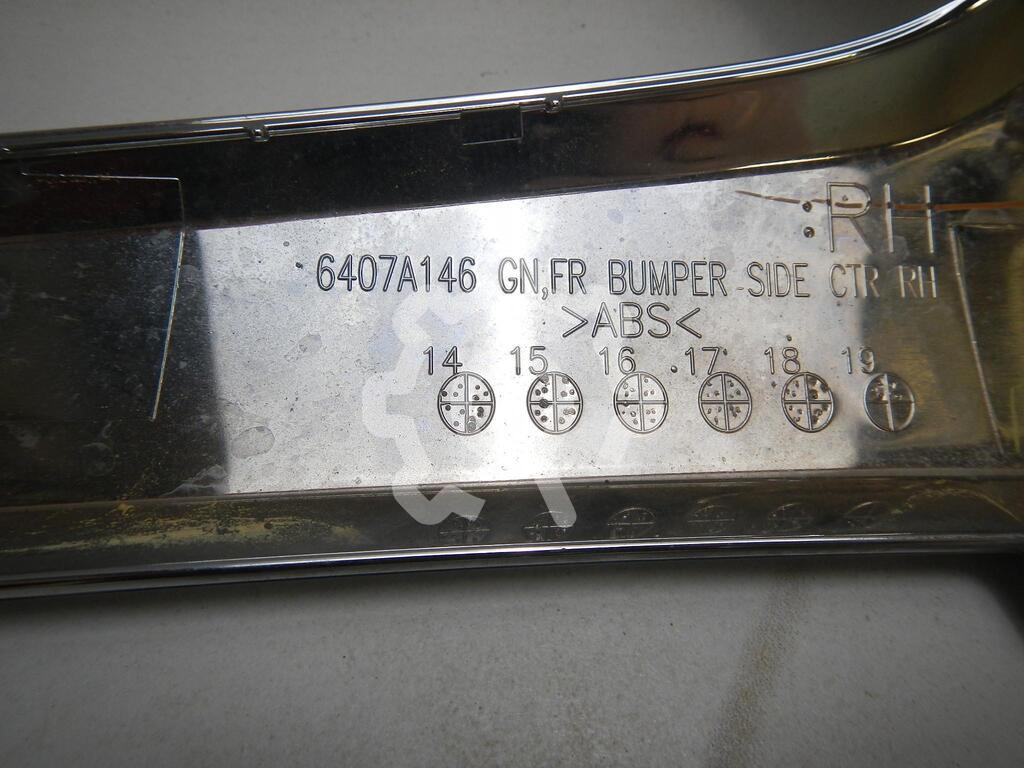 RH
6407A146 GN,FR BUMPER SIDE CTR RH
>ABS<
14 15 16 17 18 19